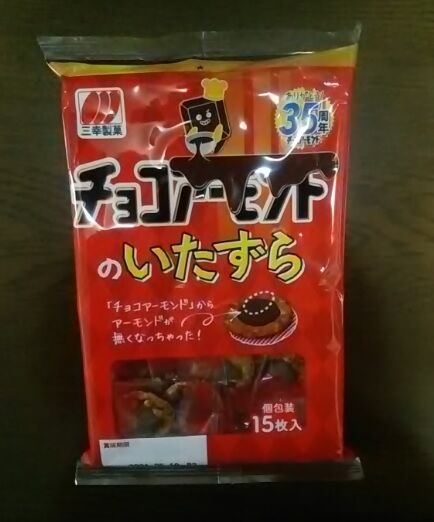 三幸製菓
ありがとう!
35周年
チョコアーモンド
のいたずら
「チョコアーモンド」から
アーモンドが
無くなっちゃった!
個包装
15枚入
賞味期限